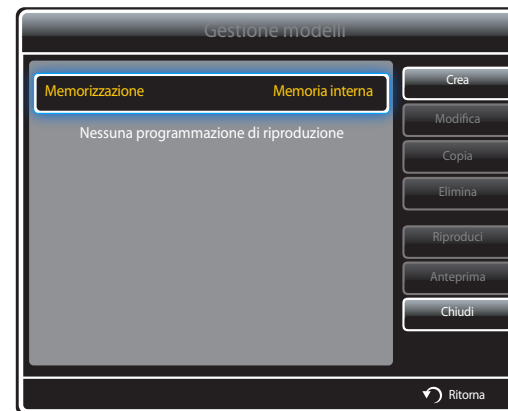 Gestione modelli
Memorizzazione Memoria interna
Nessuna programmazione di riproduzione
Crea
Modifica
Copia
Elimina
Riproduci
Anteprima
Chiudi
Ritorna